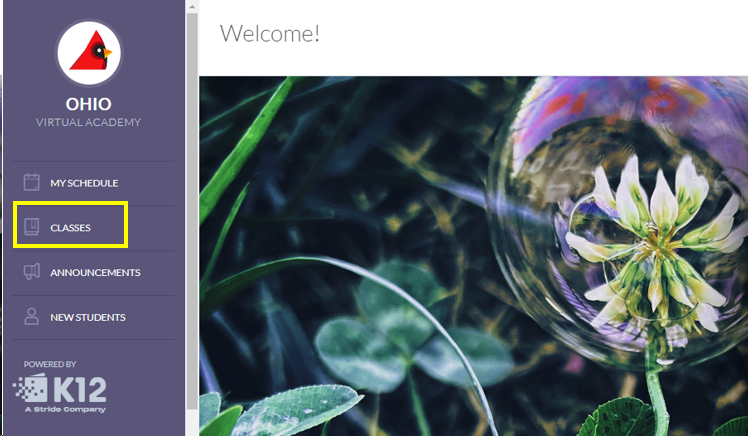 OHIO
VIRTUAL ACADEMY
MY SCHEDULE
CLASSES
ANNOUNCEMENTS
NEW STUDENTS
POWERED BY
K12
A Stride Company
Welcome!